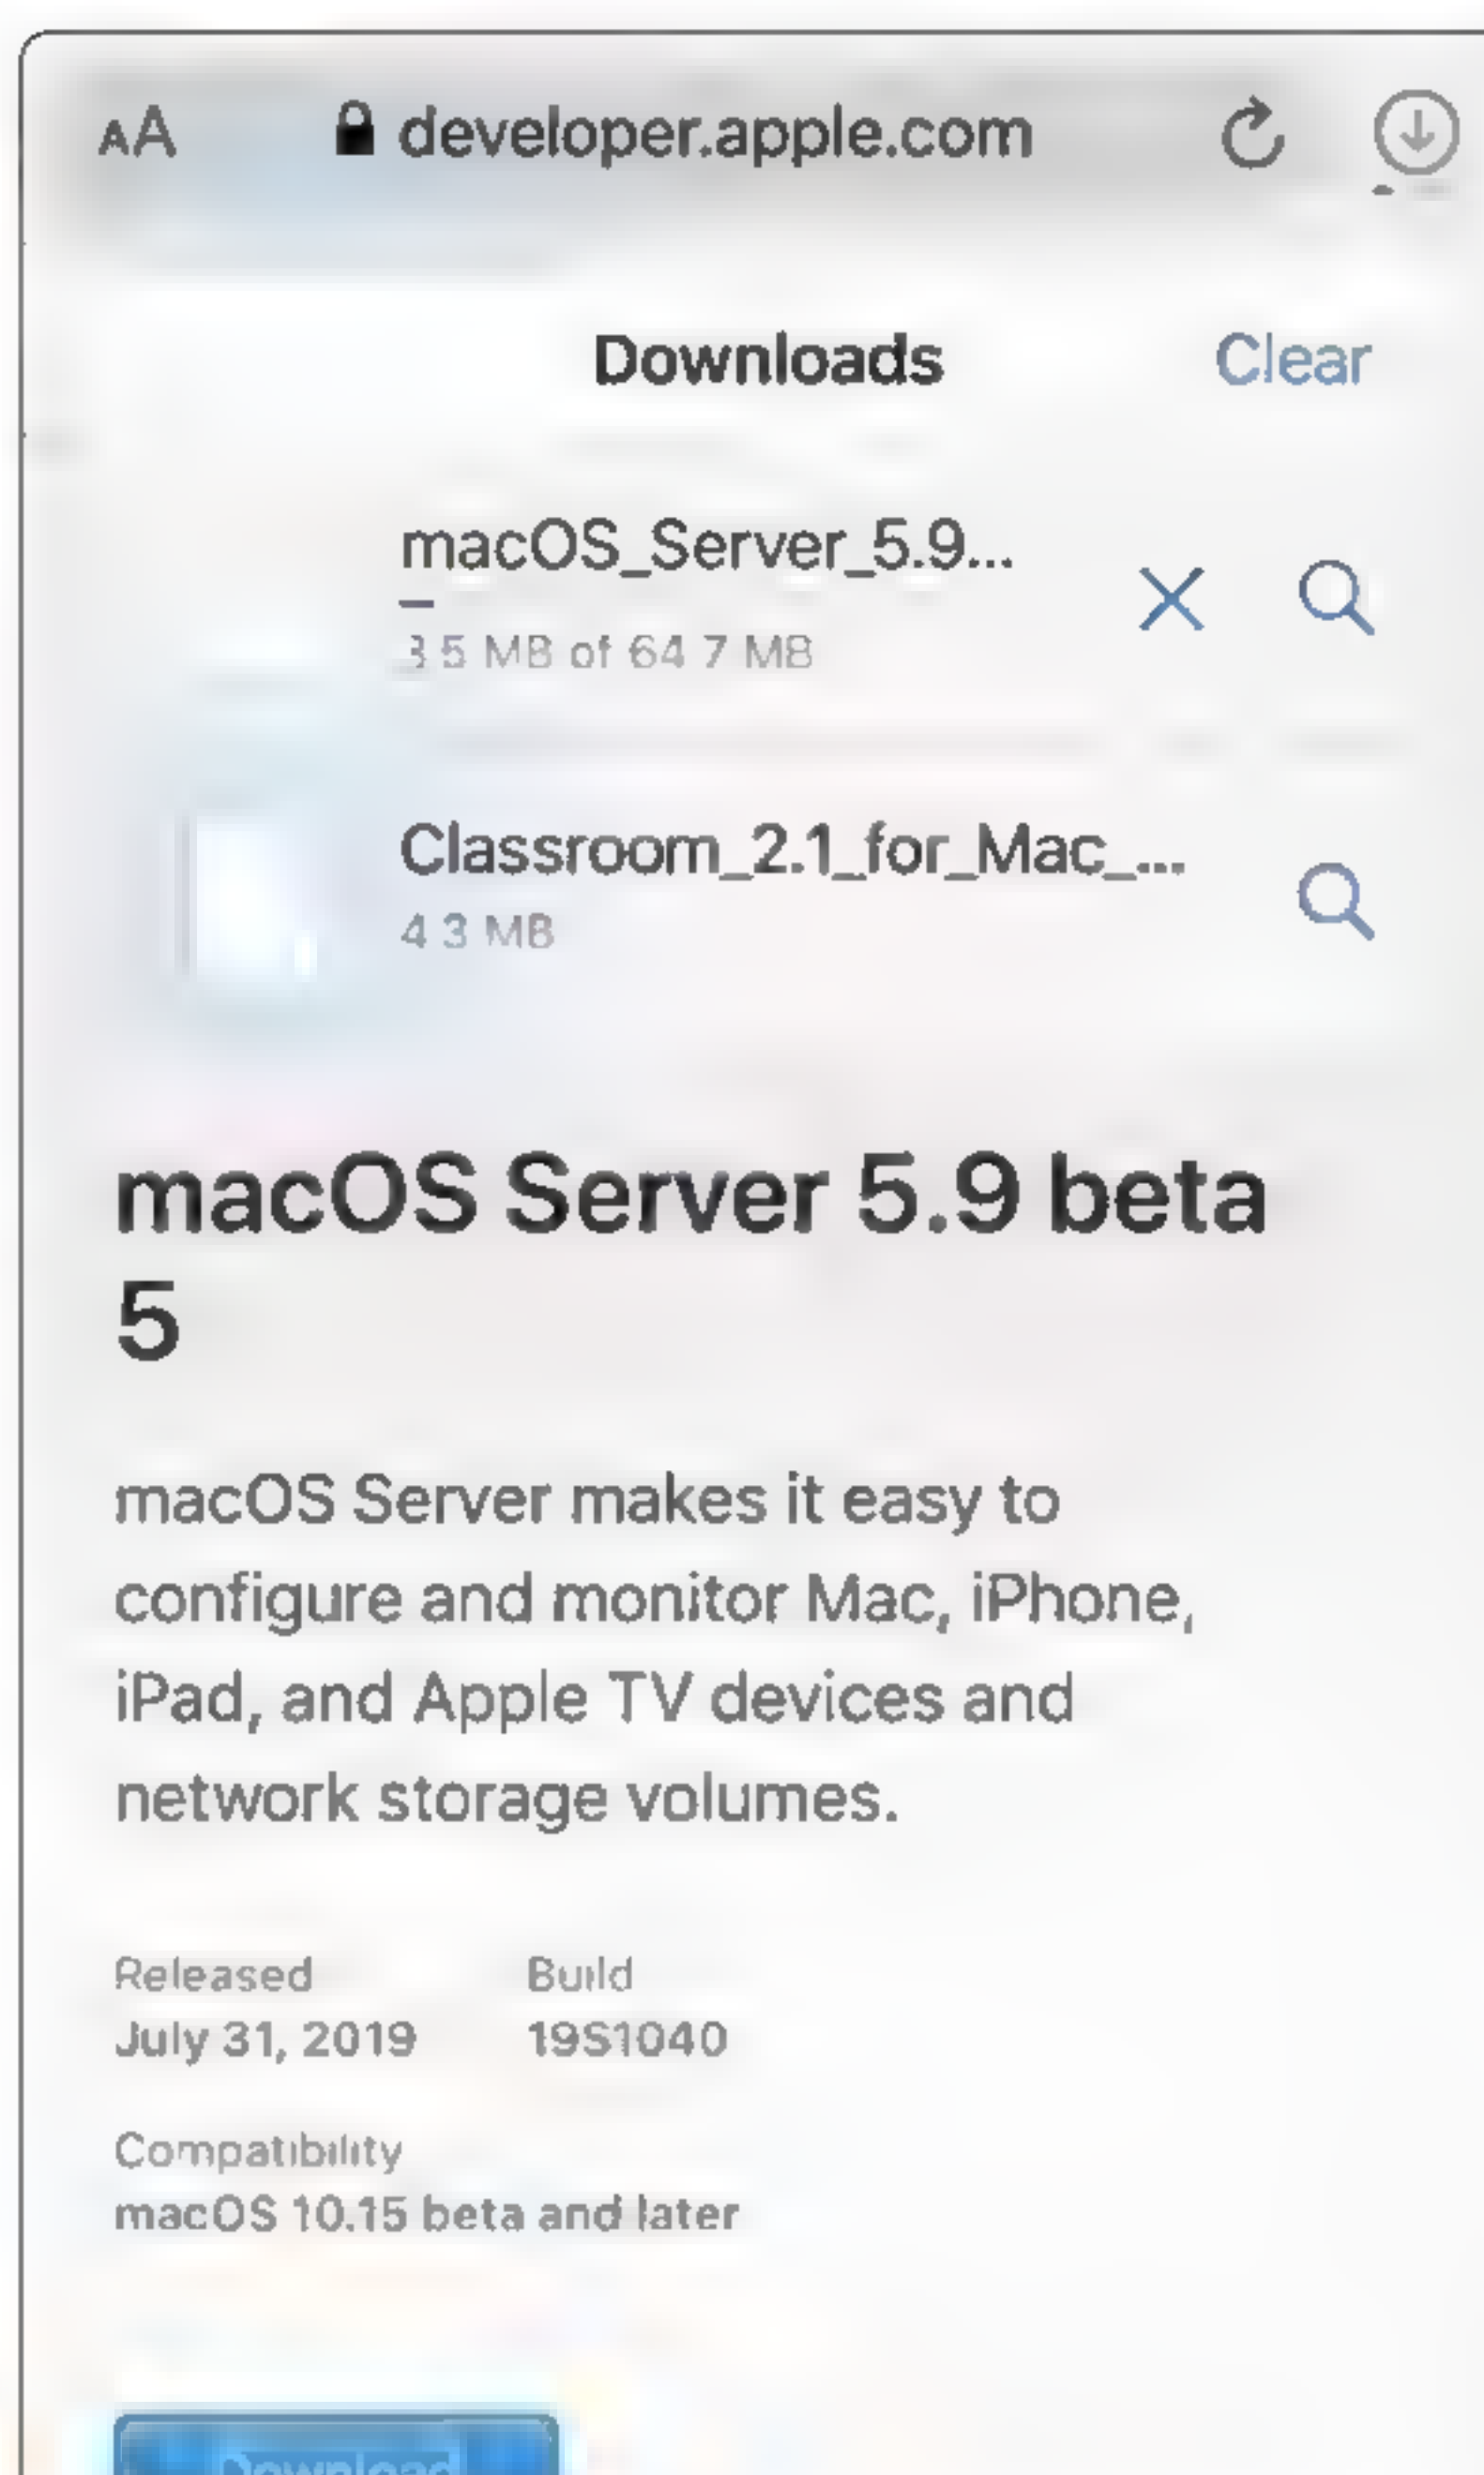 AA developer.apple.com
Downloads Clear
macOS_Server_5.9...
3.5 MB of 64.7 MB
Classroom_2.1_for_Mac_...
4.3 MB
macOS Server 5.9 beta
5
macOS Server makes it easy to
configure and monitor Mac, iPhone,
iPad, and Apple TV devices and
network storage volumes.
Released Build
July 31, 2019 19S1040
Compatibility
macOS 10.15 beta and later
Download